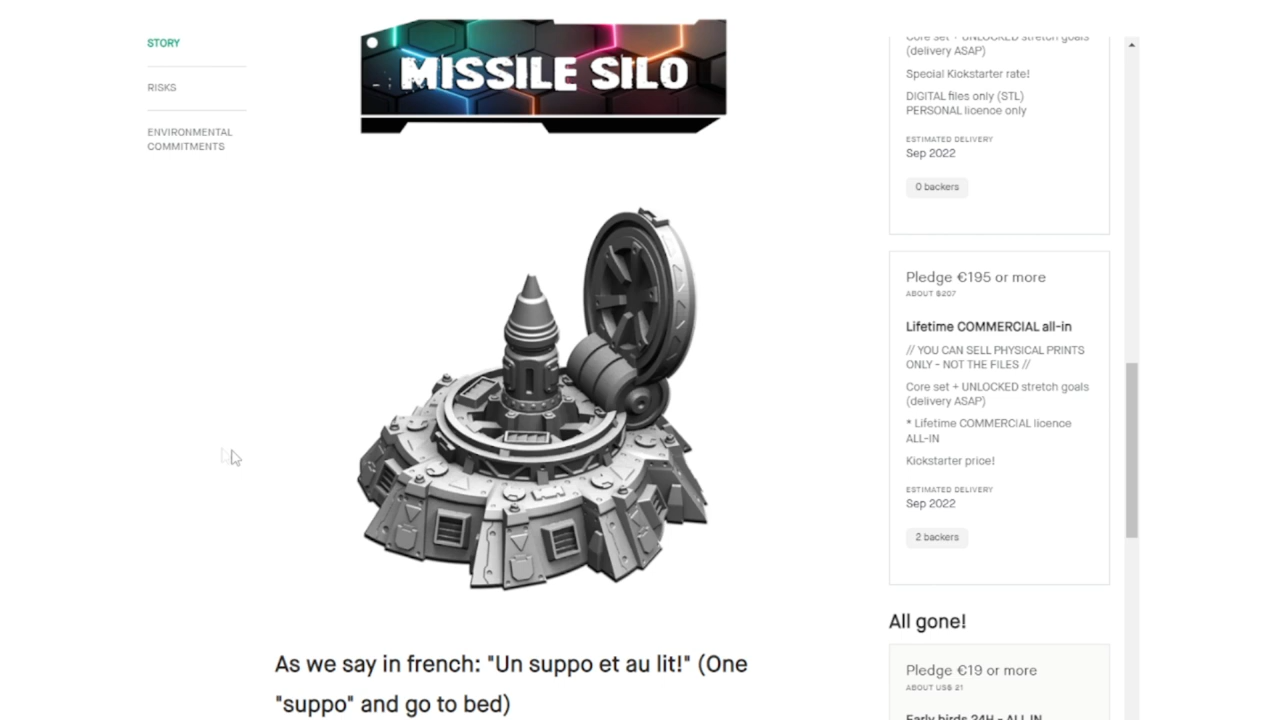 STORY
RISKS
ENVIRONMENTAL
COMMITMENTS
MISSILE SILO
As we say in french: "Un suppo et au lit!" (One
"suppo" and go to bed)
Core set + UNLOCKED stretch goals
(delivery ASAP)
Special Kickstarter rate!
DIGITAL files only (STL)
PERSONAL licence only
ESTIMATED DELIVERY
Sep 2022
0 backers
Pledge €195 or more
ABOUT $207
Lifetime COMMERCIAL all-in
// YOU CAN SELL PHYSICAL PRINTS
ONLY - NOT THE FILES //
Core set + UNLOCKED stretch goals
(delivery ASAP)
* Lifetime COMMERCIAL licence
ALL-IN
Kickstarter price!
ESTIMATED DELIVERY
Sep 2022
2 backers
All gone!
Pledge €19 or more
ABOUT US$ 21
Early birds 24H - ALL IN